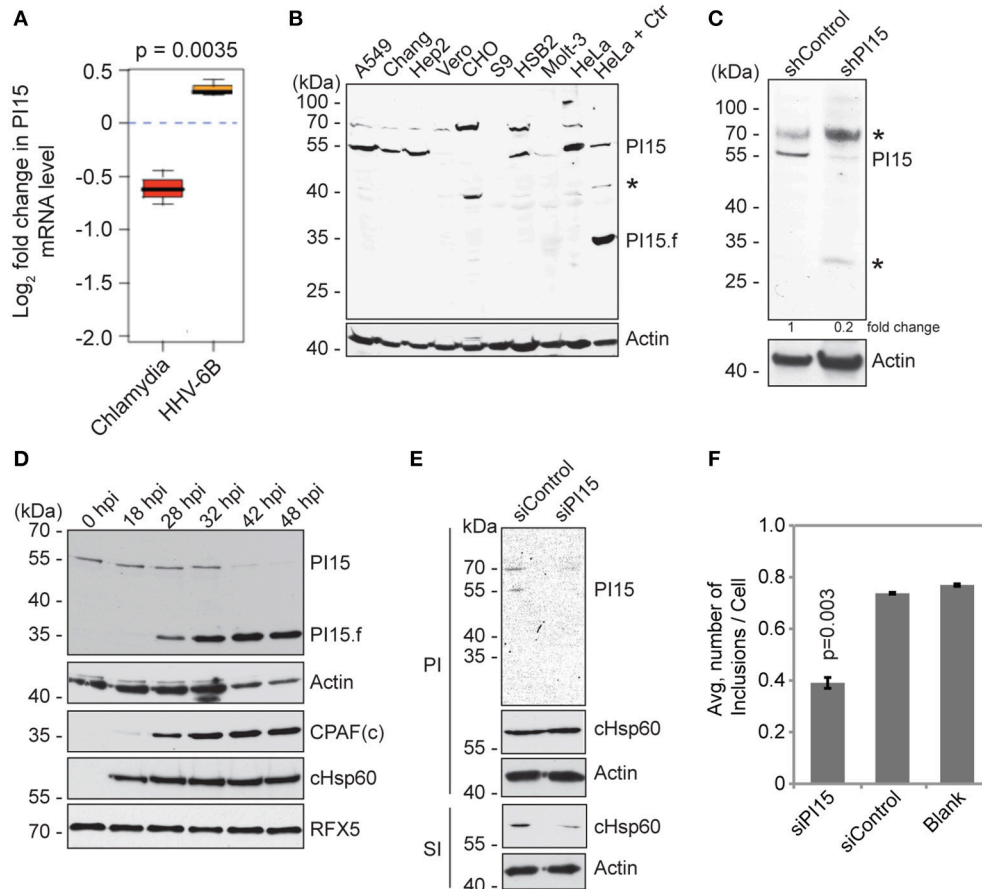 A
p = 0.0035
Log2 fold change in PI15
mRNA level
0.5
0
-0.5
-1.0
-1.5
-2.0
Chlamydia
HHV-6B
B
(kDa)
A549
Chang
Hep2
Vero
CHO
S9
HSB2
Molt-3
HeLa
HeLa + Ctr
100 -
70 -
55 -
40 -
35 -
25 -
PI15
*
PI15.f
40 -
Actin
C
(kDa)
shControl
shPI15
100 -
70 -
55 -
40 -
35 -
25 -
*
PI15
*
1
0.2
fold change
40 -
Actin
D
(kDa)
0 hpi
18 hpi
28 hpi
32 hpi
42 hpi
48 hpi
70 -
55 -
40 -
35 -
PI15
PI15.f
40 -
Actin
35 -
CPAF(c)
55 -
cHsp60
70 -
RFX5
E
kDa
siControl
siPI15
PI
70 -
55 -
40 -
35 -
PI15
55 -
cHsp60
40 -
Actin
SI
55 -
cHsp60
40 -
Actin
F
Avg, number of
Inclusions / Cell
1.0
0.8
0.6
0.4
0.2
0
p=0.003
siPI15
siControl
Blank